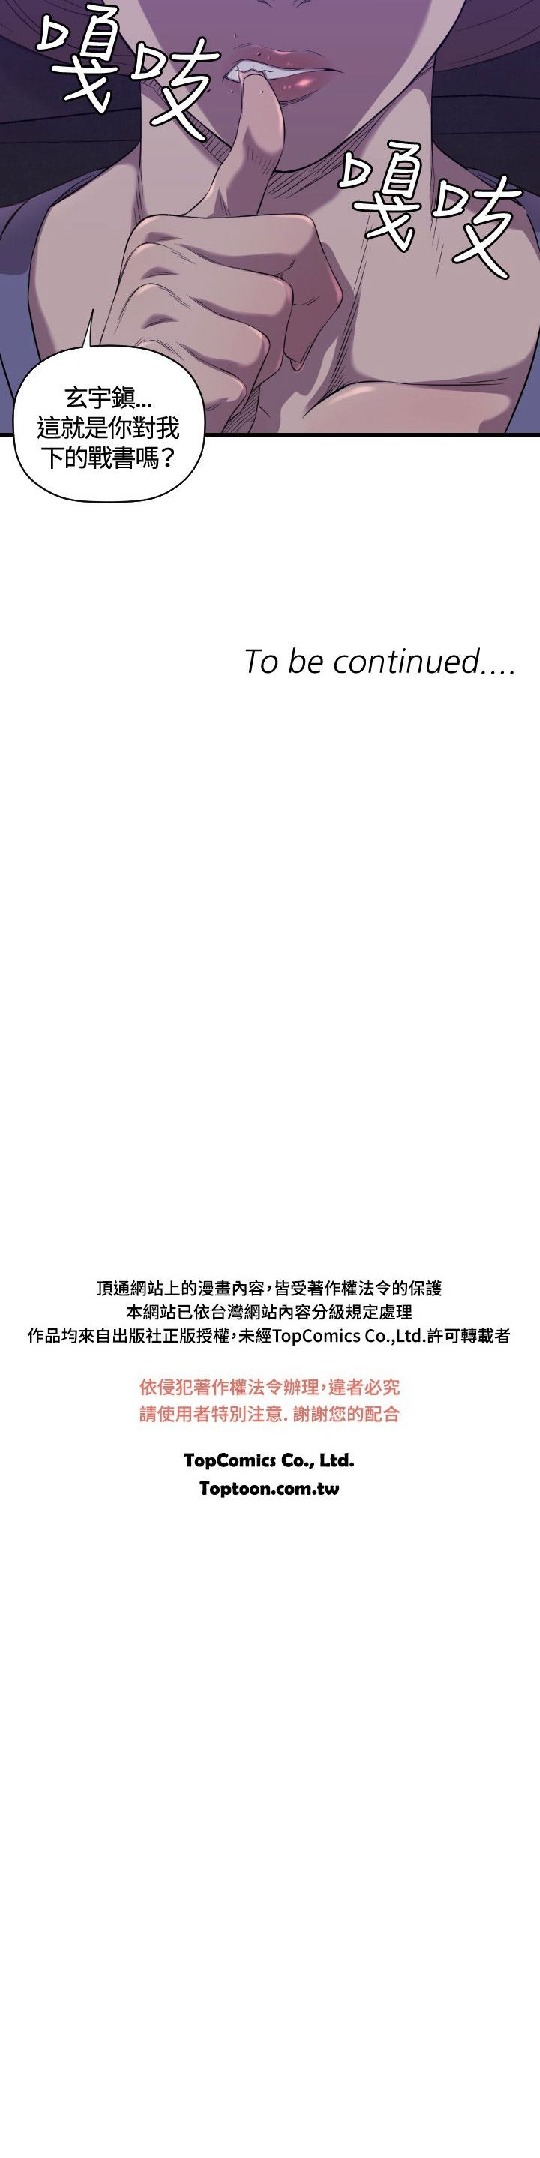 嘎吱
嘎吱
玄宇鎭...
這就是你對我
下的戰書嗎？
To be continued....
頂通網站上的漫畫內容，皆受著作權法令的保護
本網站已依台灣網站內容分級規定處理
作品均來自出版社正版授權，未經TopComics Co.,Ltd.許可轉載者
依侵犯著作權法令辦理，違者必究
請使用者特別注意. 謝謝您的配合
TopComics Co., Ltd.
Toptoon.com.tw